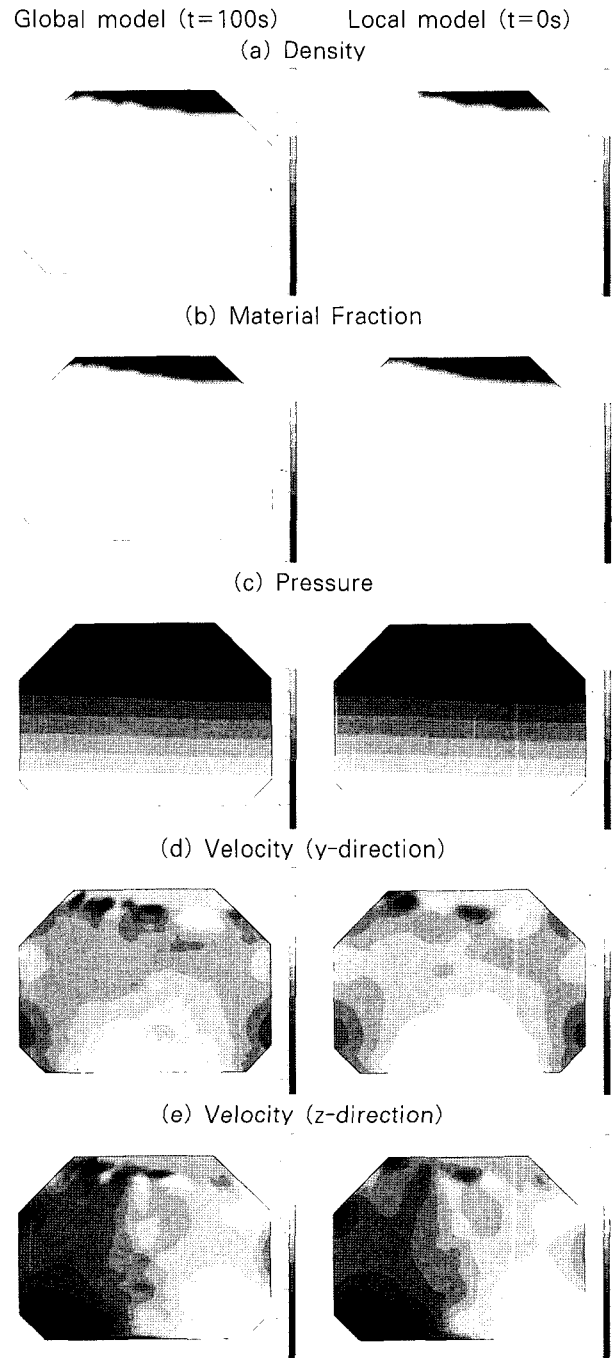 Global model (t=100s) Local model (t=0s)
(a) Density
(b) Material Fraction
(c) Pressure
(d) Velocity (y-direction)
(e) Velocity (z-direction)